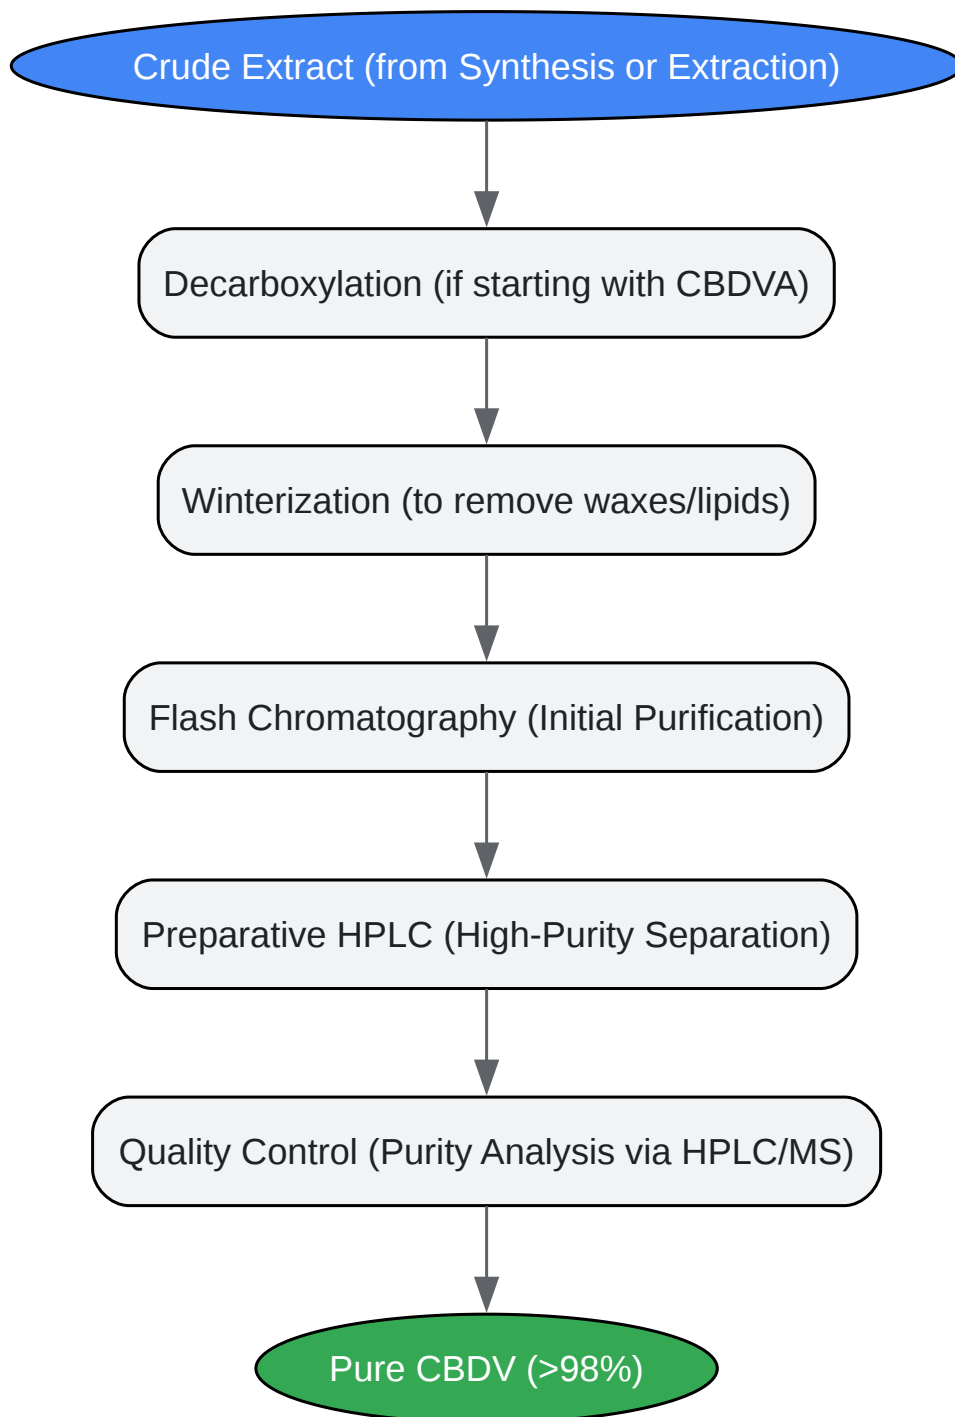 Crude Extract (from Synthesis or Extraction)
Decarboxylation (if starting with CBDVA)
Winterization (to remove waxes/lipids)
Flash Chromatography (Initial Purification)
Preparative HPLC (High-Purity Separation)
Quality Control (Purity Analysis via HPLC/MS)
Pure CBDV (>98%)